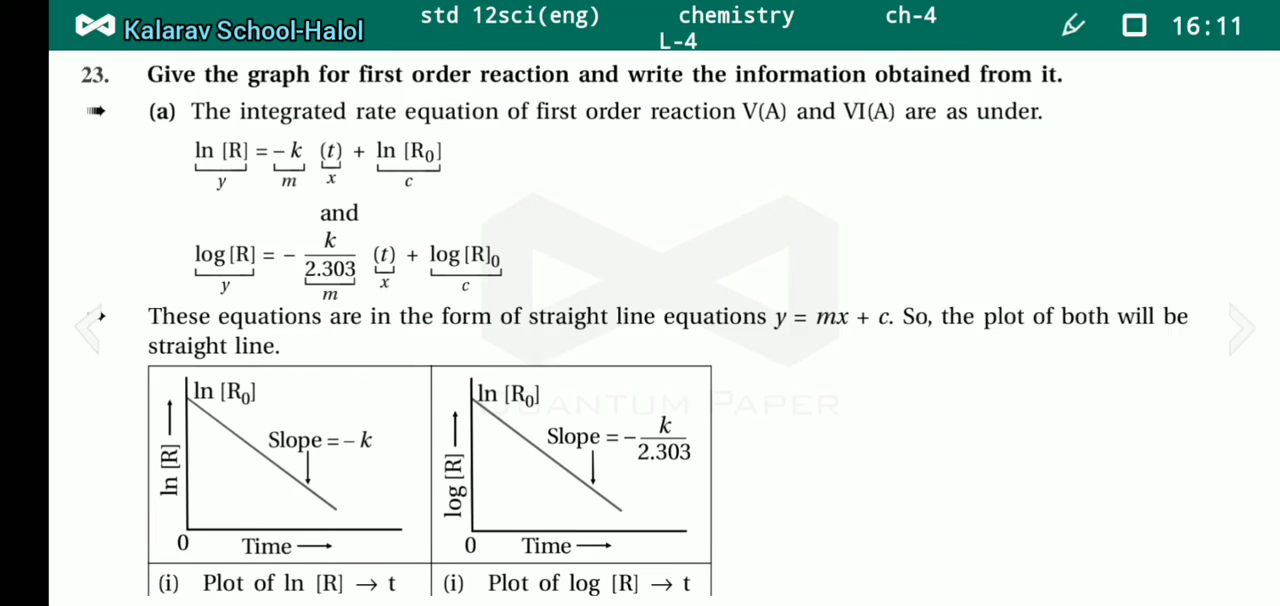 Kalarav School-Halol
std 12sci(eng) chemistry ch-4
L-4
16:11
23. Give the graph for first order reaction and write the information obtained from it.
(a) The integrated rate equation of first order reaction V(A) and VI(A) are as under.
ln [R] = – k (t) + ln [R₀]
y m x c
and
log [R] = – k/2.303 (t) + log [R]₀
y m x c
These equations are in the form of straight line equations y = mx + c. So, the plot of both will be
straight line.
QUANTUM PAPER
ln [R₀]
Slope = – k
ln [R]
0 Time
(i) Plot of ln [R] → t
ln [R₀]
Slope = – k/2.303
log [R]
0 Time
(i) Plot of log [R] → t